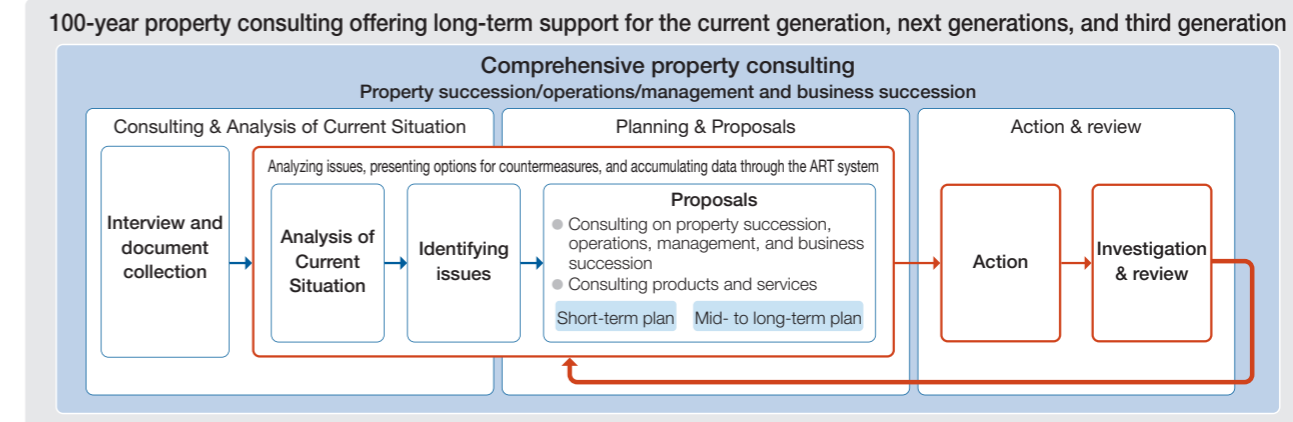 100-year property consulting offering long-term support for the current generation, next generations, and third generation
Comprehensive property consulting
Property succession/operations/management and business succession
Consulting & Analysis of Current Situation
Planning & Proposals
Action & review
Analyzing issues, presenting options for countermeasures, and accumulating data through the ART system
Interview and
document
collection
Analysis of
Current
Situation
Identifying
issues
Proposals
Consulting on property succession,
operations, management, and business
succession
Consulting products and services
Short-term plan
Mid- to long-term plan
Action
Investigation
& review